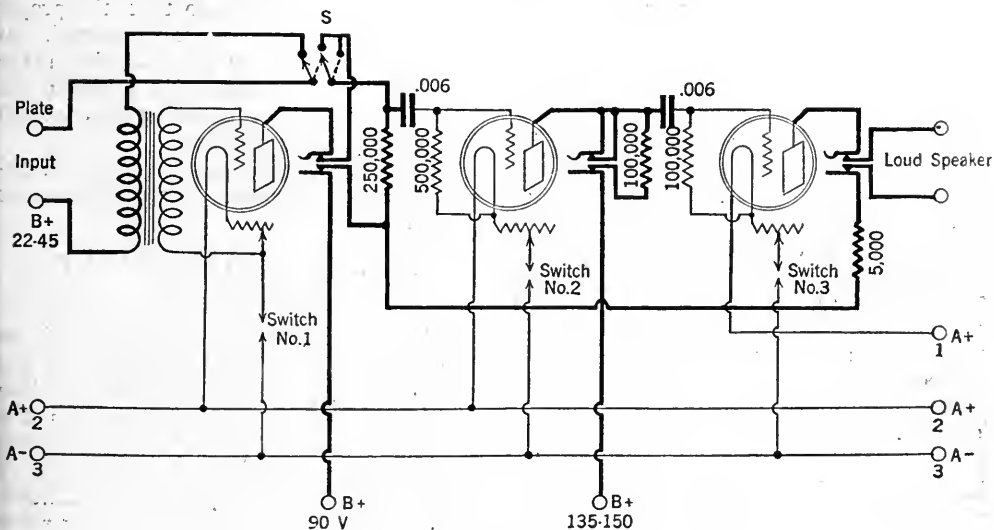 S
.006
.006
Plate
Input
B+
22-45
250,000
500,000
100,000
100,000
Loud Speaker
5,000
Switch
No.1
Switch
No.2
Switch
No.3
A+
1
A+
2
A+
2
A-
3
A-
3
B+
90 V
B+
135-150